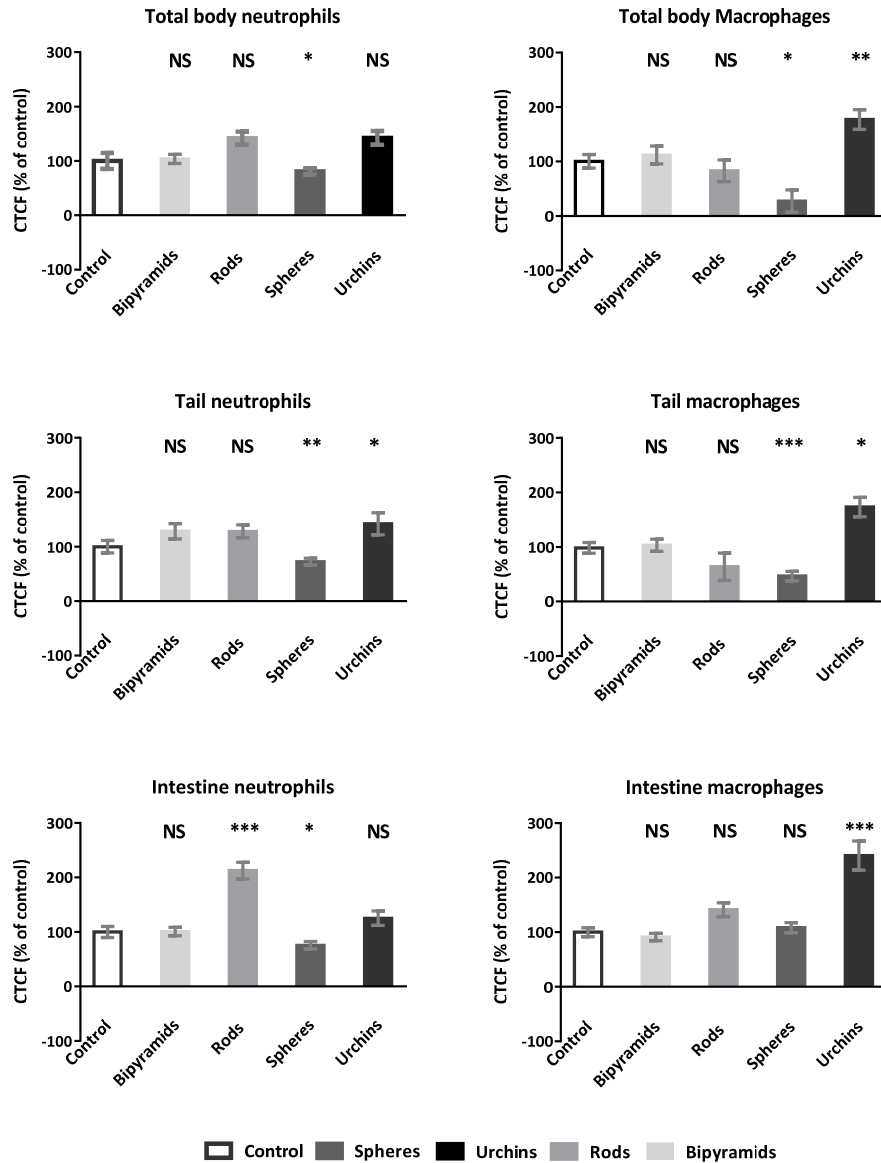 Total body neutrophils
300
200
100
0
-100
CTCF (% of control)
NS NS * NS
Control Bipyramids Rods Spheres Urchins
Total body Macrophages
300
200
100
0
-100
CTCF (% of control)
NS NS * **
Control Bipyramids Rods Spheres Urchins
Tail neutrophils
300
200
100
0
-100
CTCF (% of control)
NS NS ** *
Control Bipyramids Rods Spheres Urchins
Tail macrophages
300
200
100
0
-100
CTCF (% of control)
NS NS *** *
Control Bipyramids Rods Spheres Urchins
Intestine neutrophils
300
200
100
0
-100
CTCF (% of control)
NS *** * NS
Control Bipyramids Rods Spheres Urchins
Intestine macrophages
300
200
100
0
-100
CTCF (% of control)
NS NS NS ***
Control Bipyramids Rods Spheres Urchins
Control Spheres Urchins Rods Bipyramids